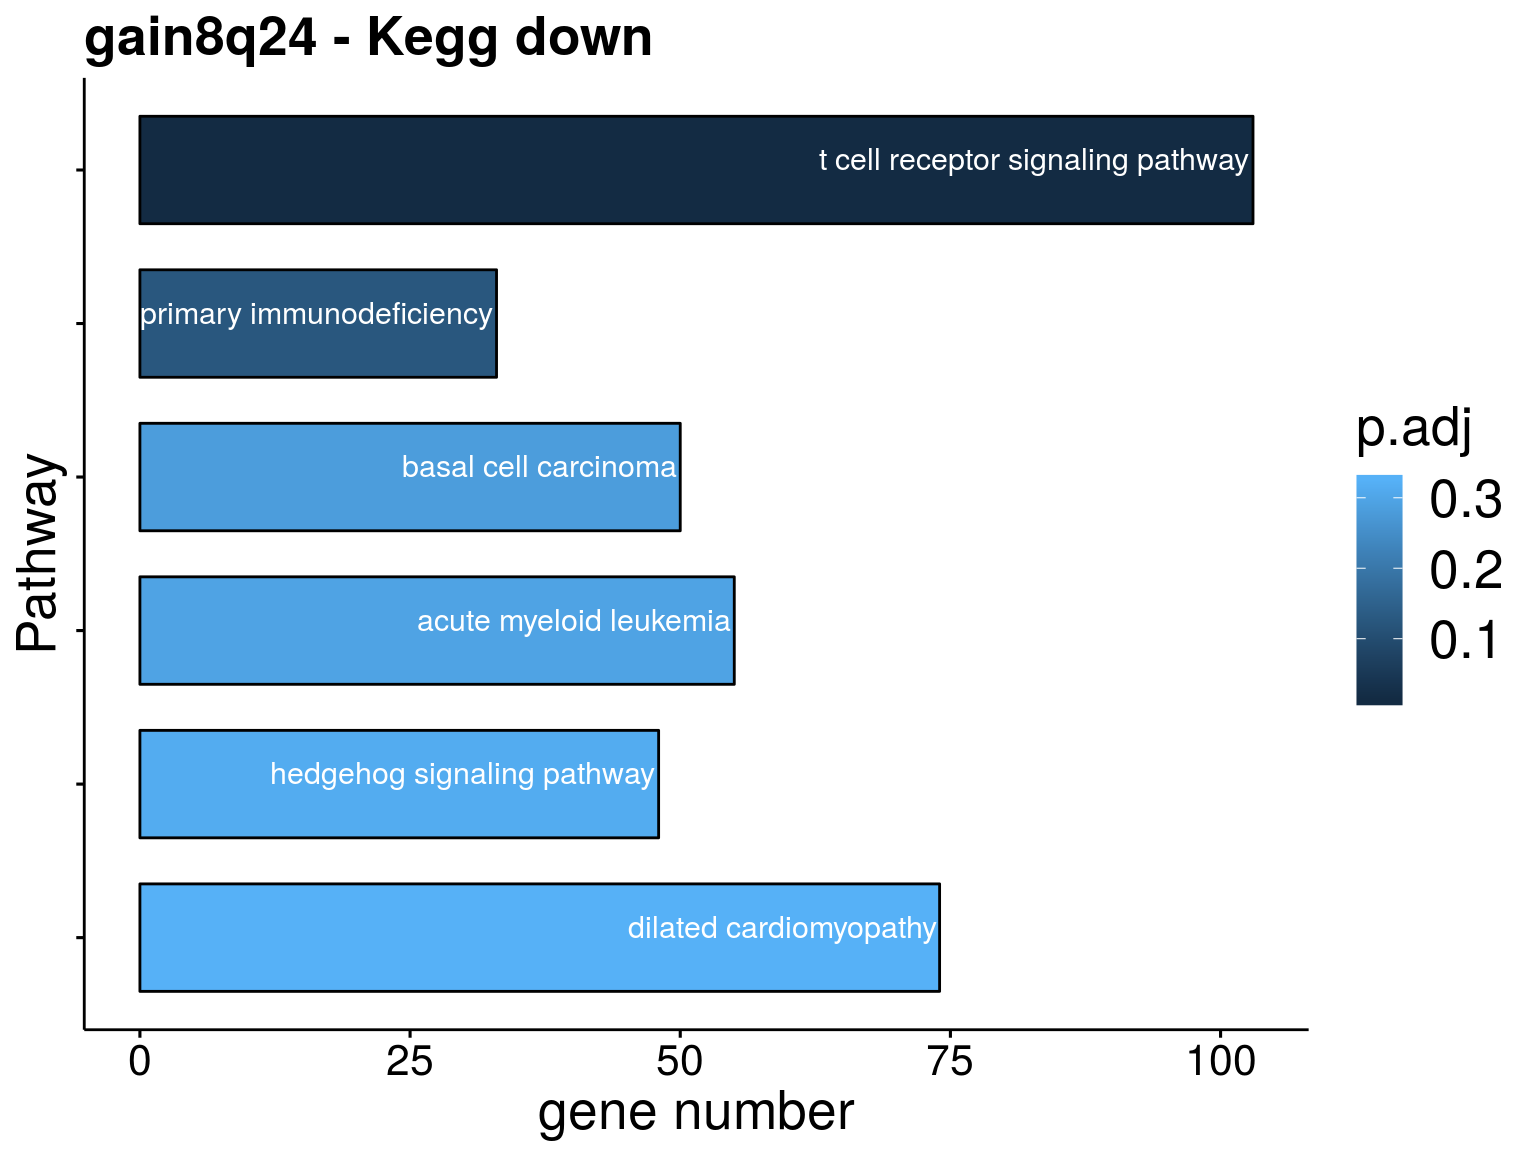 gain8q24 - Kegg down
t cell receptor signaling pathway
primary immunodeficiency
basal cell carcinoma
acute myeloid leukemia
hedgehog signaling pathway
dilated cardiomyopathy
Pathway
0 25 50 75 100
gene number
p.adj
0.3
0.2
0.1